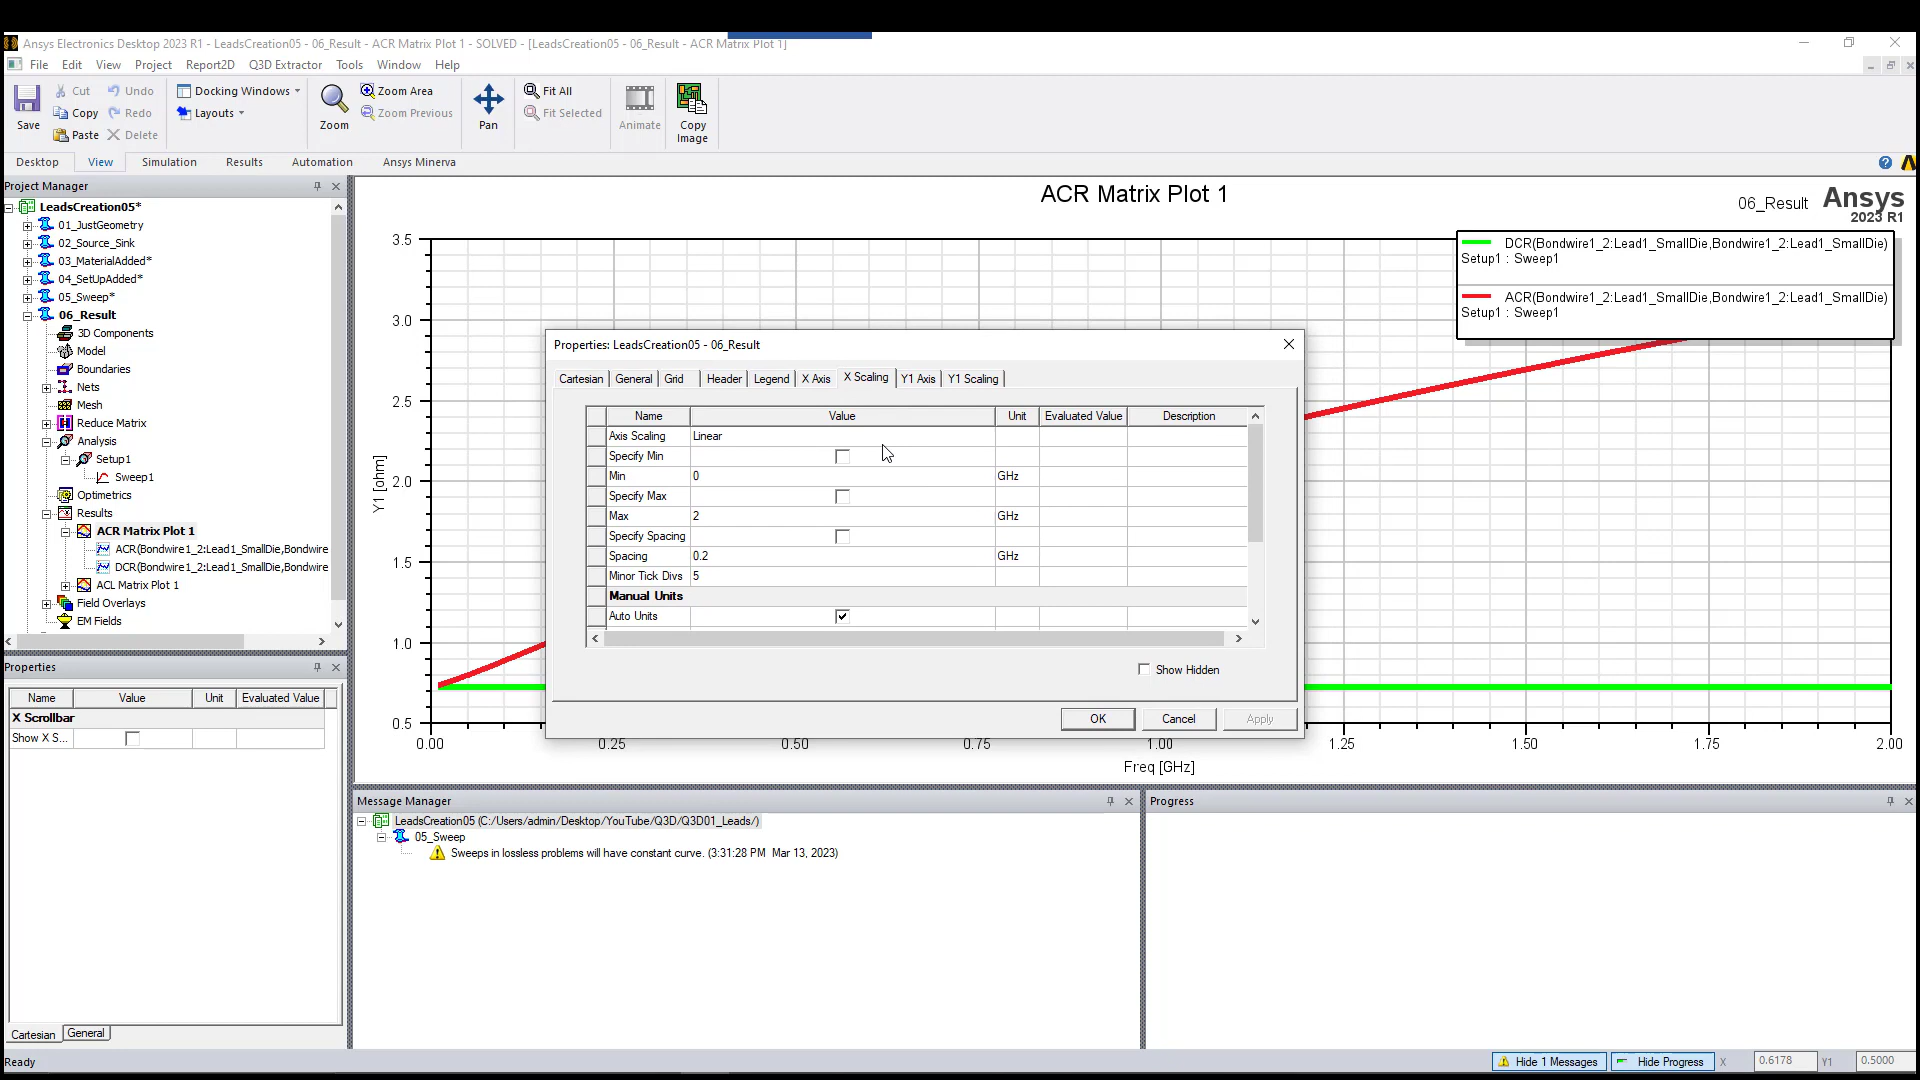 Ansys Electronics Desktop 2023 R1 - LeadsCreation05 - 06_Result - ACR Matrix Plot 1 - SOLVED - [LeadsCreation05 - 06_Result - ACR Matrix Plot 1]
File Edit View Project Report2D Q3D Extractor Tools Window Help
Save
Cut
Copy
Paste
Undo
Redo
Delete
Docking Windows
Layouts
Zoom
Zoom Area
Zoom Previous
Pan
Fit All
Fit Selected
Animate
Copy Image
Desktop View Simulation Results Automation Ansys Minerva
Project Manager
LeadsCreation05*
01_JustGeometry
02_Source_Sink
03_MaterialAdded*
04_SetUpAdded*
05_Sweep*
06_Result
3D Components
Model
Boundaries
Nets
Mesh
Reduce Matrix
Analysis
Setup1
Sweep1
Optimetrics
Results
ACR Matrix Plot 1
ACR(Bondwire1_2:Lead1_SmallDie,Bondwire
DCR(Bondwire1_2:Lead1_SmallDie,Bondwire
ACL Matrix Plot 1
Field Overlays
EM Fields
Properties
Name Value Unit Evaluated Value
X Scrollbar
Show X S...
Cartesian General
ACR Matrix Plot 1
06_Result
Ansys
2023 R1
DCR(Bondwire1_2:Lead1_SmallDie,Bondwire1_2:Lead1_SmallDie)
Setup1 : Sweep1
ACR(Bondwire1_2:Lead1_SmallDie,Bondwire1_2:Lead1_SmallDie)
Setup1 : Sweep1
3.5
3.0
2.5
2.0
1.5
1.0
0.5
Y1 [ohm]
0.00 0.25 0.50 0.75 1.00 1.25 1.50 1.75 2.00
Freq [GHz]
Properties: LeadsCreation05 - 06_Result
Cartesian General Grid Header Legend X Axis X Scaling Y1 Axis Y1 Scaling
Name Value Unit Evaluated Value Description
Axis Scaling Linear
Specify Min
Min 0 GHz
Specify Max
Max 2 GHz
Specify Spacing
Spacing 0.2 GHz
Minor Tick Divs 5
Manual Units
Auto Units
Show Hidden
OK Cancel Apply
Message Manager
LeadsCreation05 (C:/Users/admin/Desktop/YouTube/Q3D/Q3D01_Leads/)
05_Sweep
Sweeps in lossless problems will have constant curve. (3:31:28 PM Mar 13, 2023)
Progress
Ready
Hide 1 Messages Hide Progress X 0.6178 Y1 0.5000